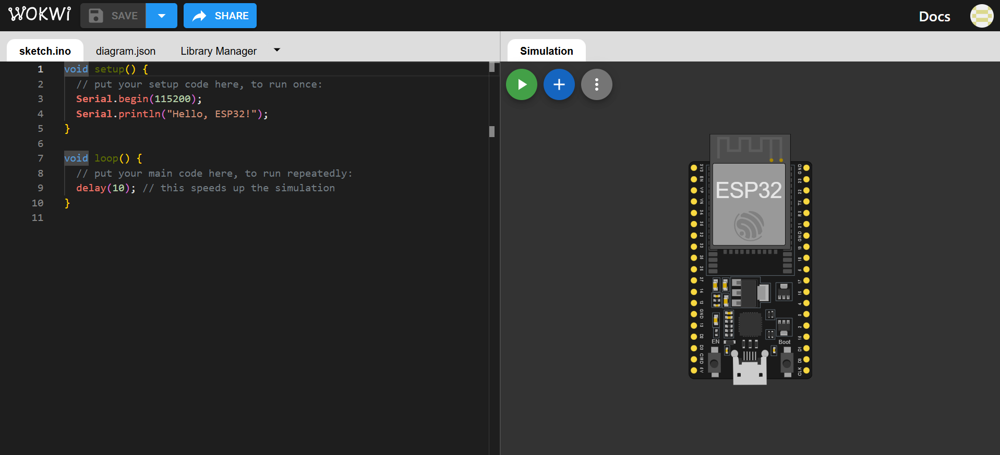 WOKWi SAVE SHARE Docs
sketch.ino diagram.json Library Manager
Simulation
1 void setup() {
2 // put your setup code here, to run once:
3 Serial.begin(115200);
4 Serial.println("Hello, ESP32!");
5 }
6
7 void loop() {
8 // put your main code here, to run repeatedly:
9 delay(10); // this speeds up the simulation
10 }
11
ESP32
3V3
EN
VP
VN
34
35
32
33
25
26
27
14
12
GND
13
D2
D3
CMD
5V
GND
23
22
TX
RX
21
GND
19
18
5
17
16
4
0
2
15
D1
D0
CLK
EN
Boot